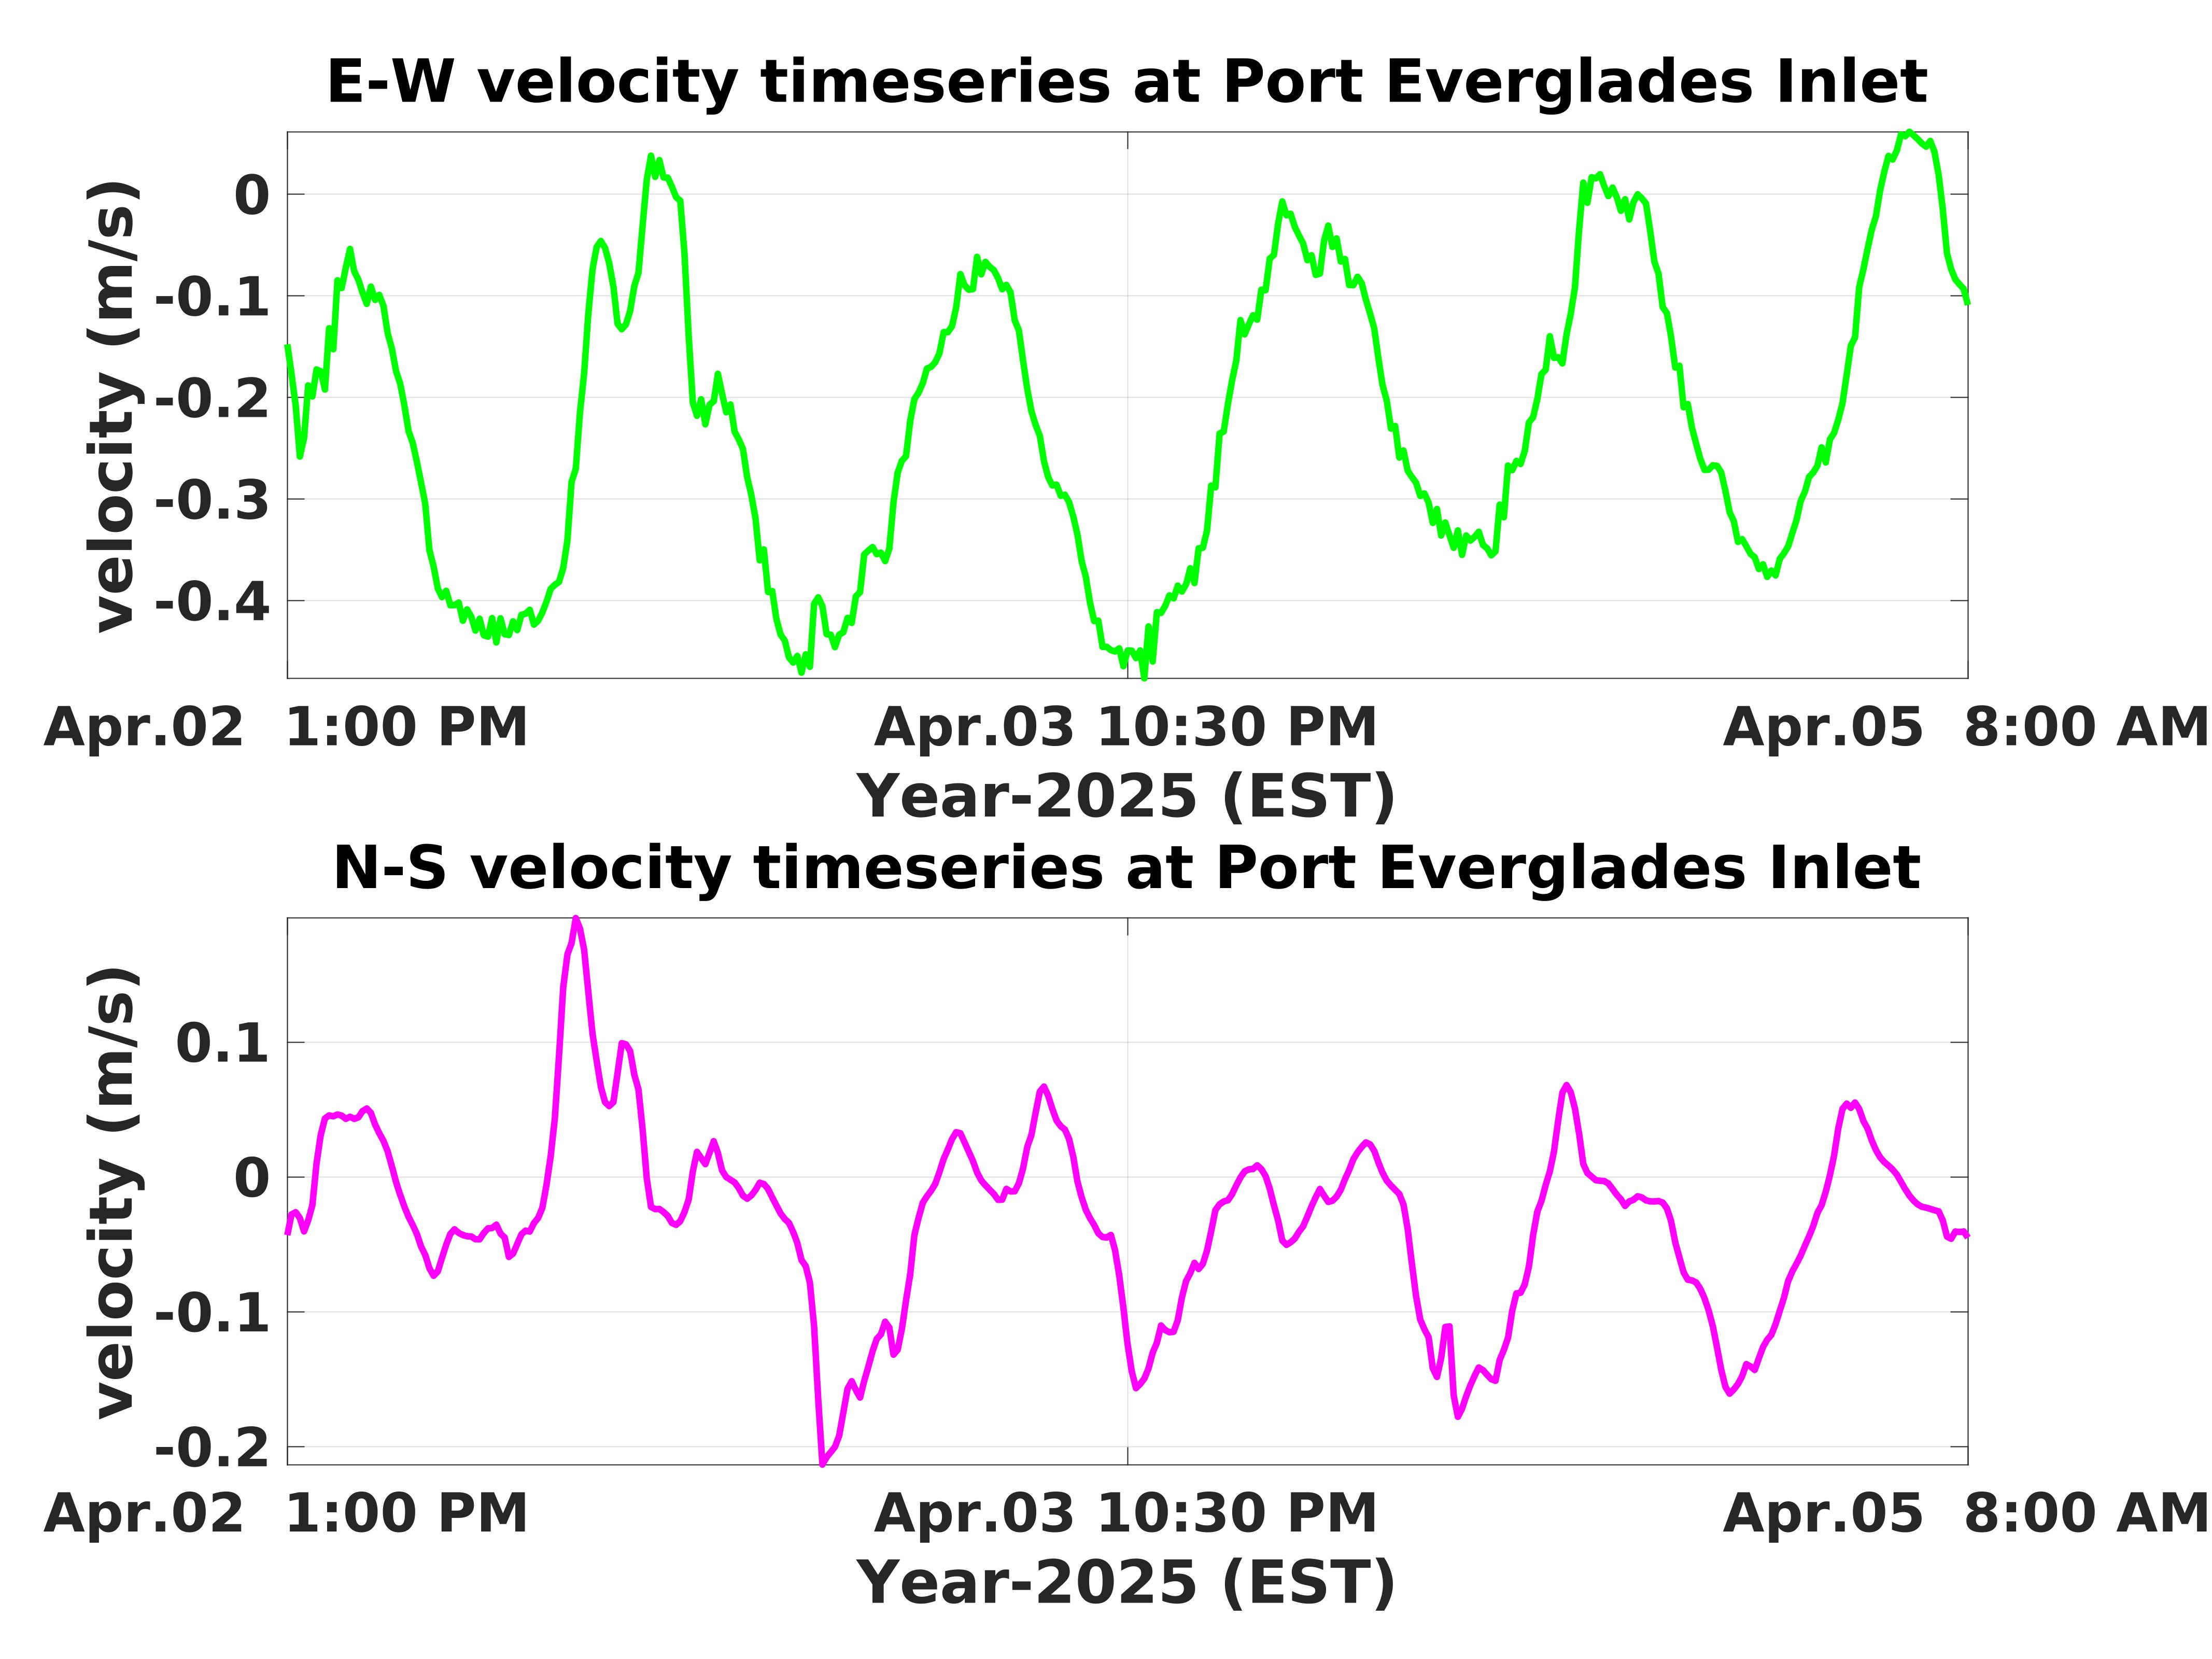 E-W velocity timeseries at Port Everglades Inlet
velocity (m/s)
0
-0.1
-0.2
-0.3
-0.4
Apr.02  1:00 PM
Apr.03 10:30 PM
Apr.05  8:00 AM
Year-2025 (EST)
N-S velocity timeseries at Port Everglades Inlet
velocity (m/s)
0.1
0
-0.1
-0.2
Apr.02  1:00 PM
Apr.03 10:30 PM
Apr.05  8:00 AM
Year-2025 (EST)